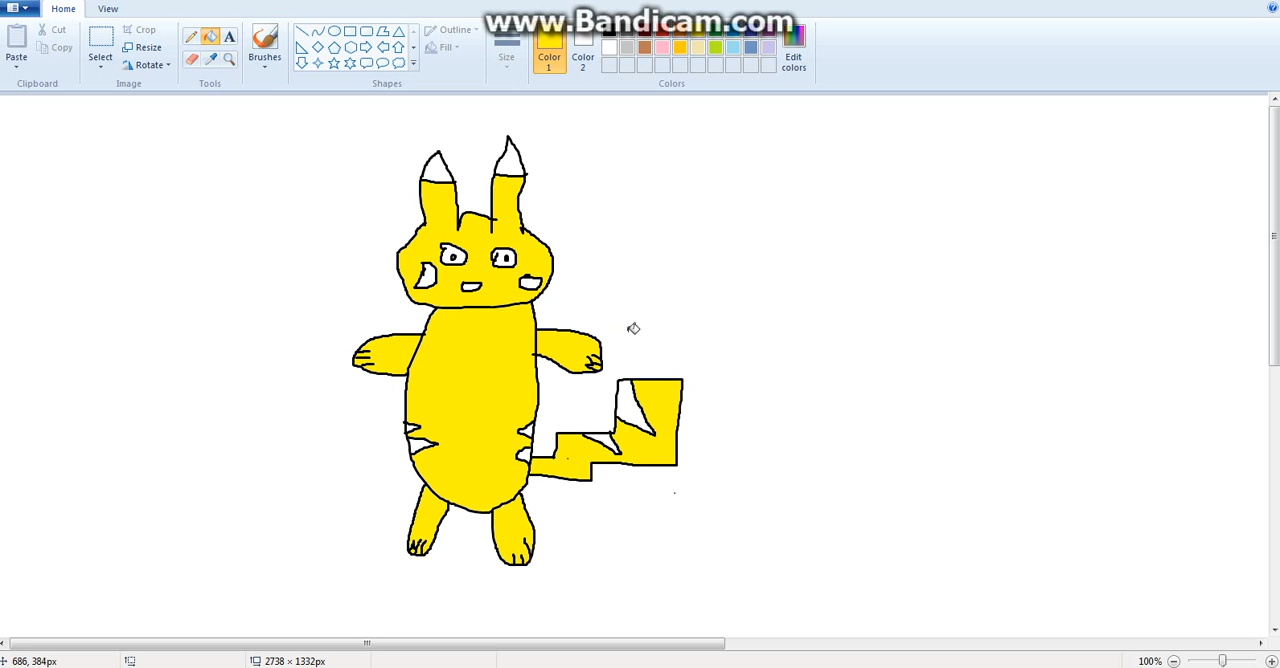 www.Bandicam.com
Home View
Cut
Copy
Paste
Clipboard
Crop
Resize
Rotate
Select
Image
A
Tools
Brushes
Outline
Fill
Shapes
Size
Color 1
Color 2
Edit colors
Colors
686, 384px
2738 × 1332px
100%